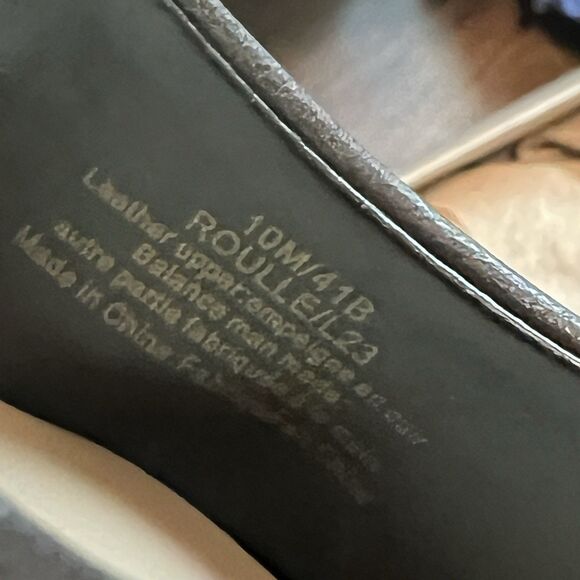 10M/41B
ROULLE/L23
Leather upper/empeigne en cuir
Balance man made
autre partie fabriquée
Made in China